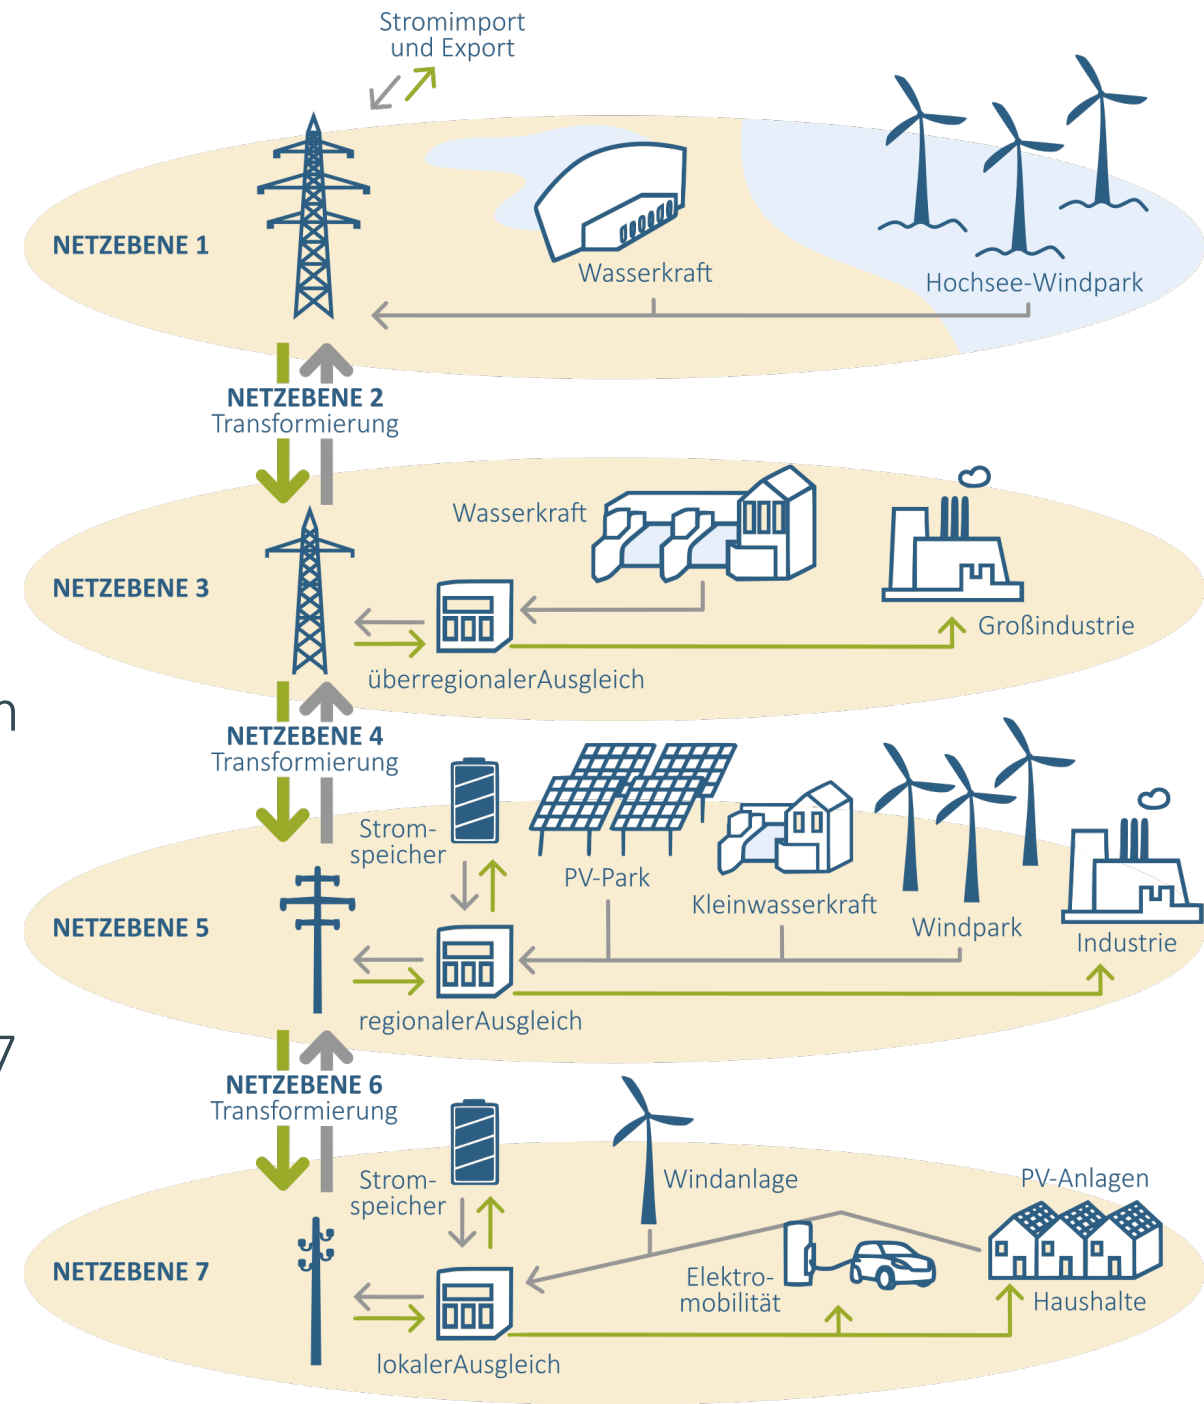 Stromimport
und Export
NETZEBENE 1
Wasserkraft
Hochsee-Windpark
NETZEBENE 2
Transformierung
Wasserkraft
NETZEBENE 3
Großindustrie
überregionalerAusgleich
n
NETZEBENE 4
Transformierung
Strom-
speicher
PV-Park
Kleinwasserkraft
NETZEBENE 5
Windpark
Industrie
regionalerAusgleich
7
NETZEBENE 6
Transformierung
Strom-
speicher
Windanlage
PV-Anlagen
NETZEBENE 7
Elektro-
mobilität
Haushalte
lokalerAusgleich